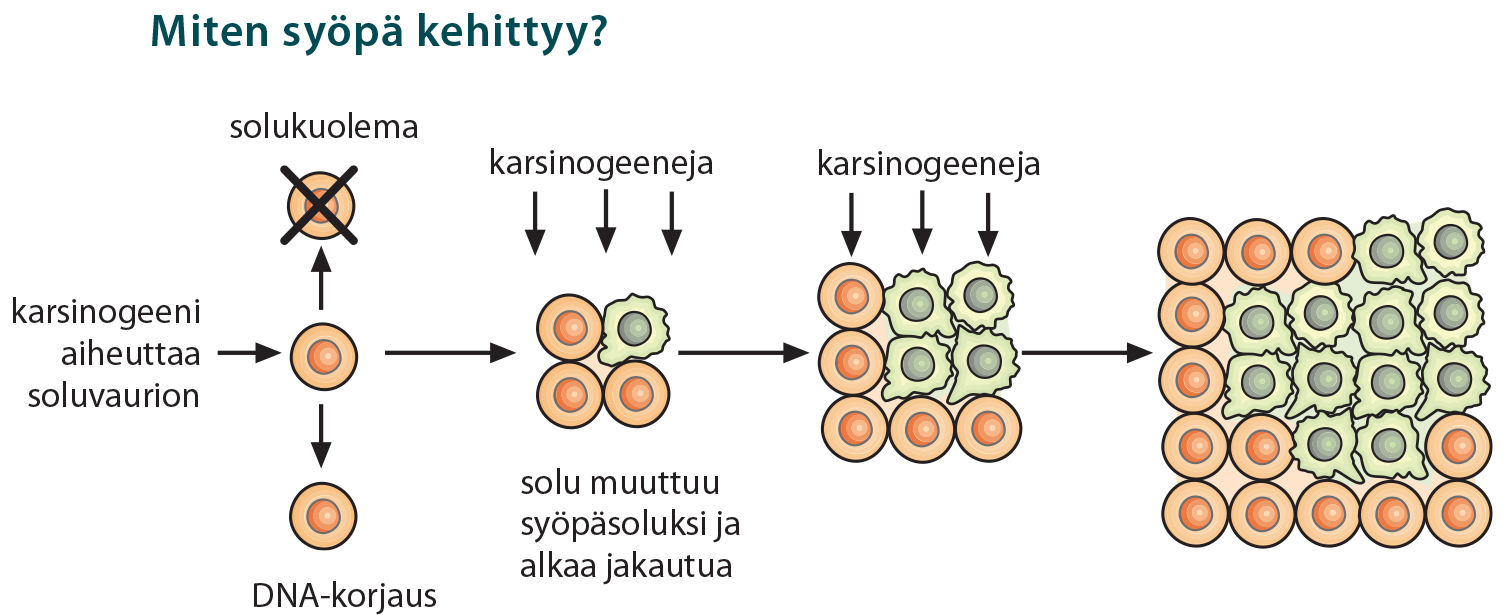 Miten syöpä kehittyy?
solukuolema
karsinogeeneja
karsinogeeneja
karsinogeeni
aiheuttaa
soluvaurion
solu muuttuu
syöpäsoluksi ja
alkaa jakautua
DNA-korjaus